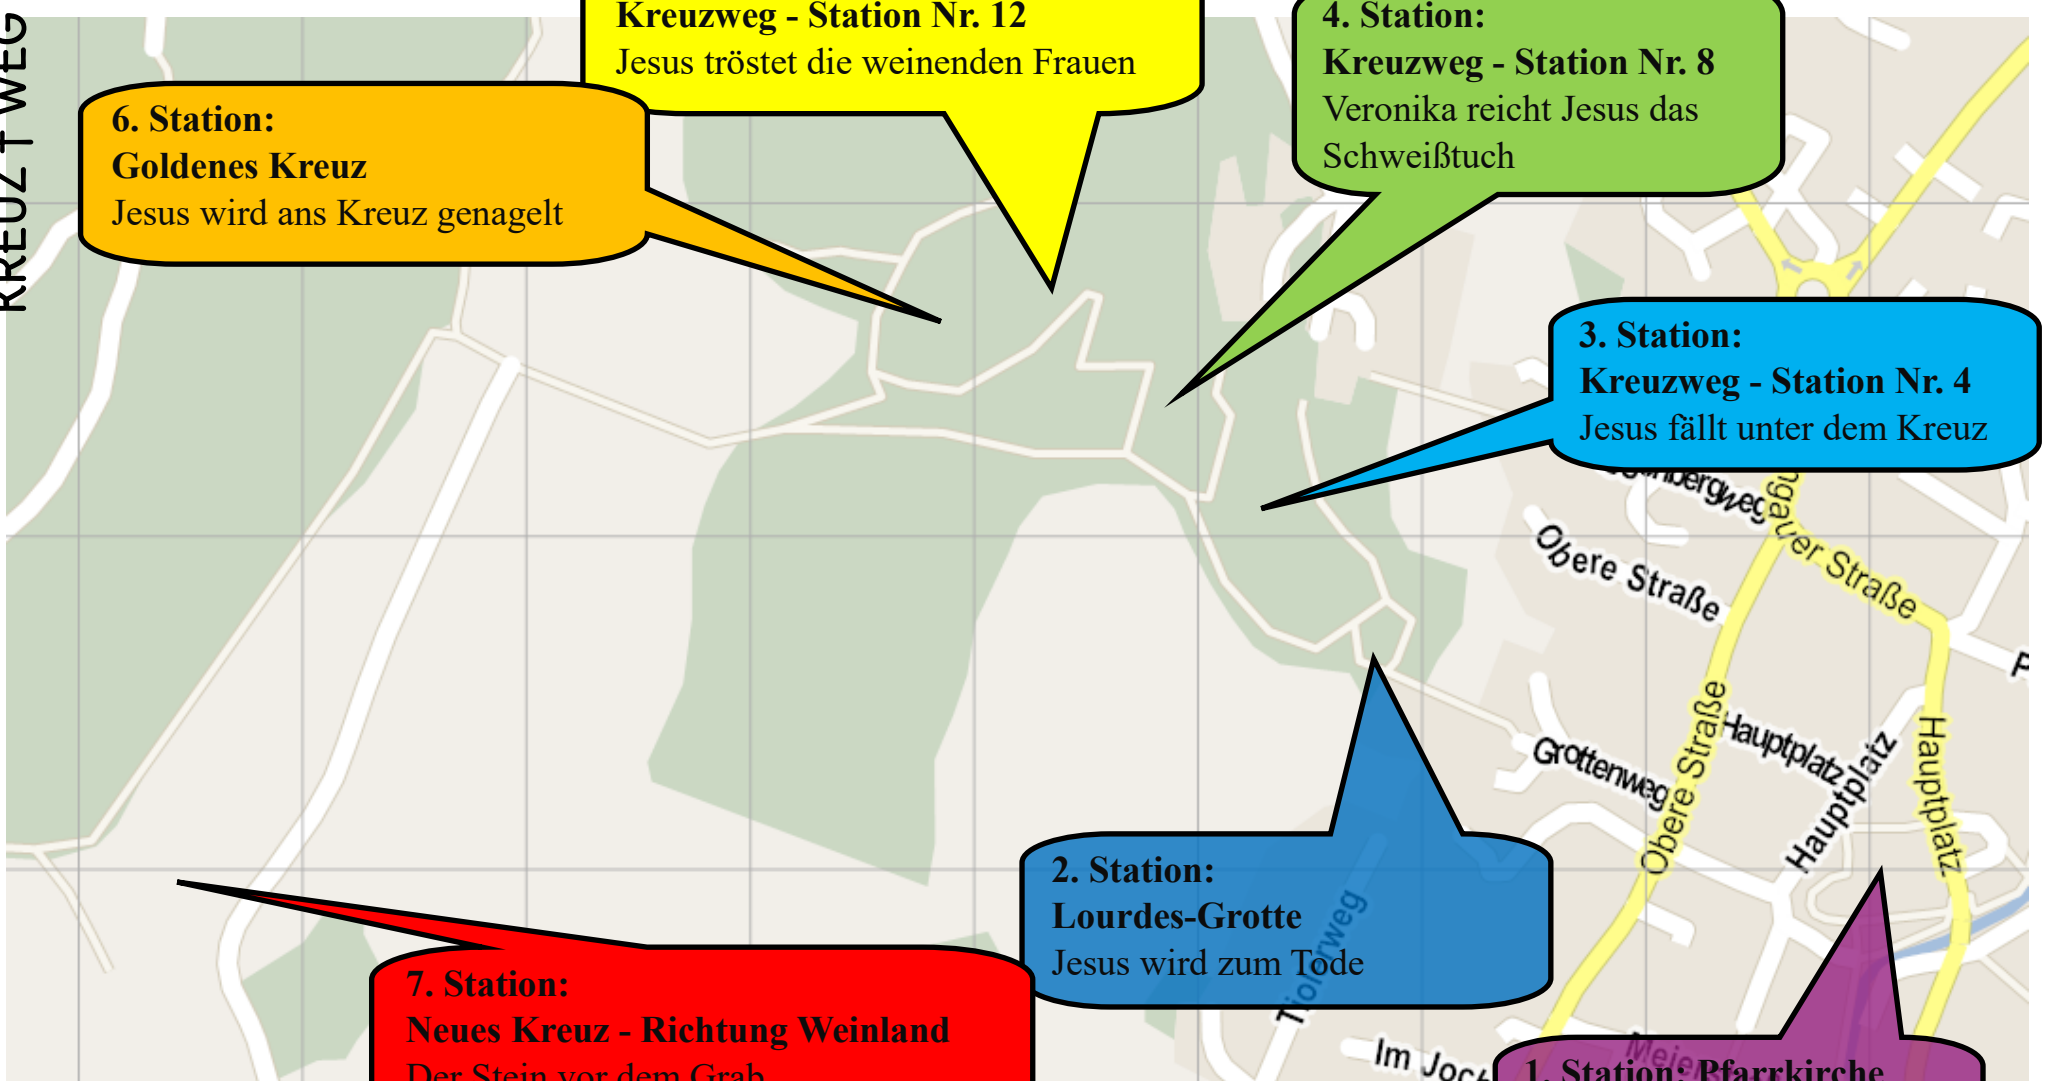 KREUZ † WEG
Kreuzweg - Station Nr. 12
Jesus tröstet die weinenden Frauen
4. Station:
Kreuzweg - Station Nr. 8
Veronika reicht Jesus das
Schweißtuch
6. Station:
Goldenes Kreuz
Jesus wird ans Kreuz genagelt
3. Station:
Kreuzweg - Station Nr. 4
Jesus fällt unter dem Kreuz
Obere Straße
Straße
Obere Straße
Hauptplatz
Hauptplatz
Hauptplatz
Grottenweg
2. Station:
Lourdes-Grotte
Jesus wird zum Tode
7. Station:
Neues Kreuz - Richtung Weinland
Der Stein vor dem Grab
Im
1. Station: Pfarrkirche